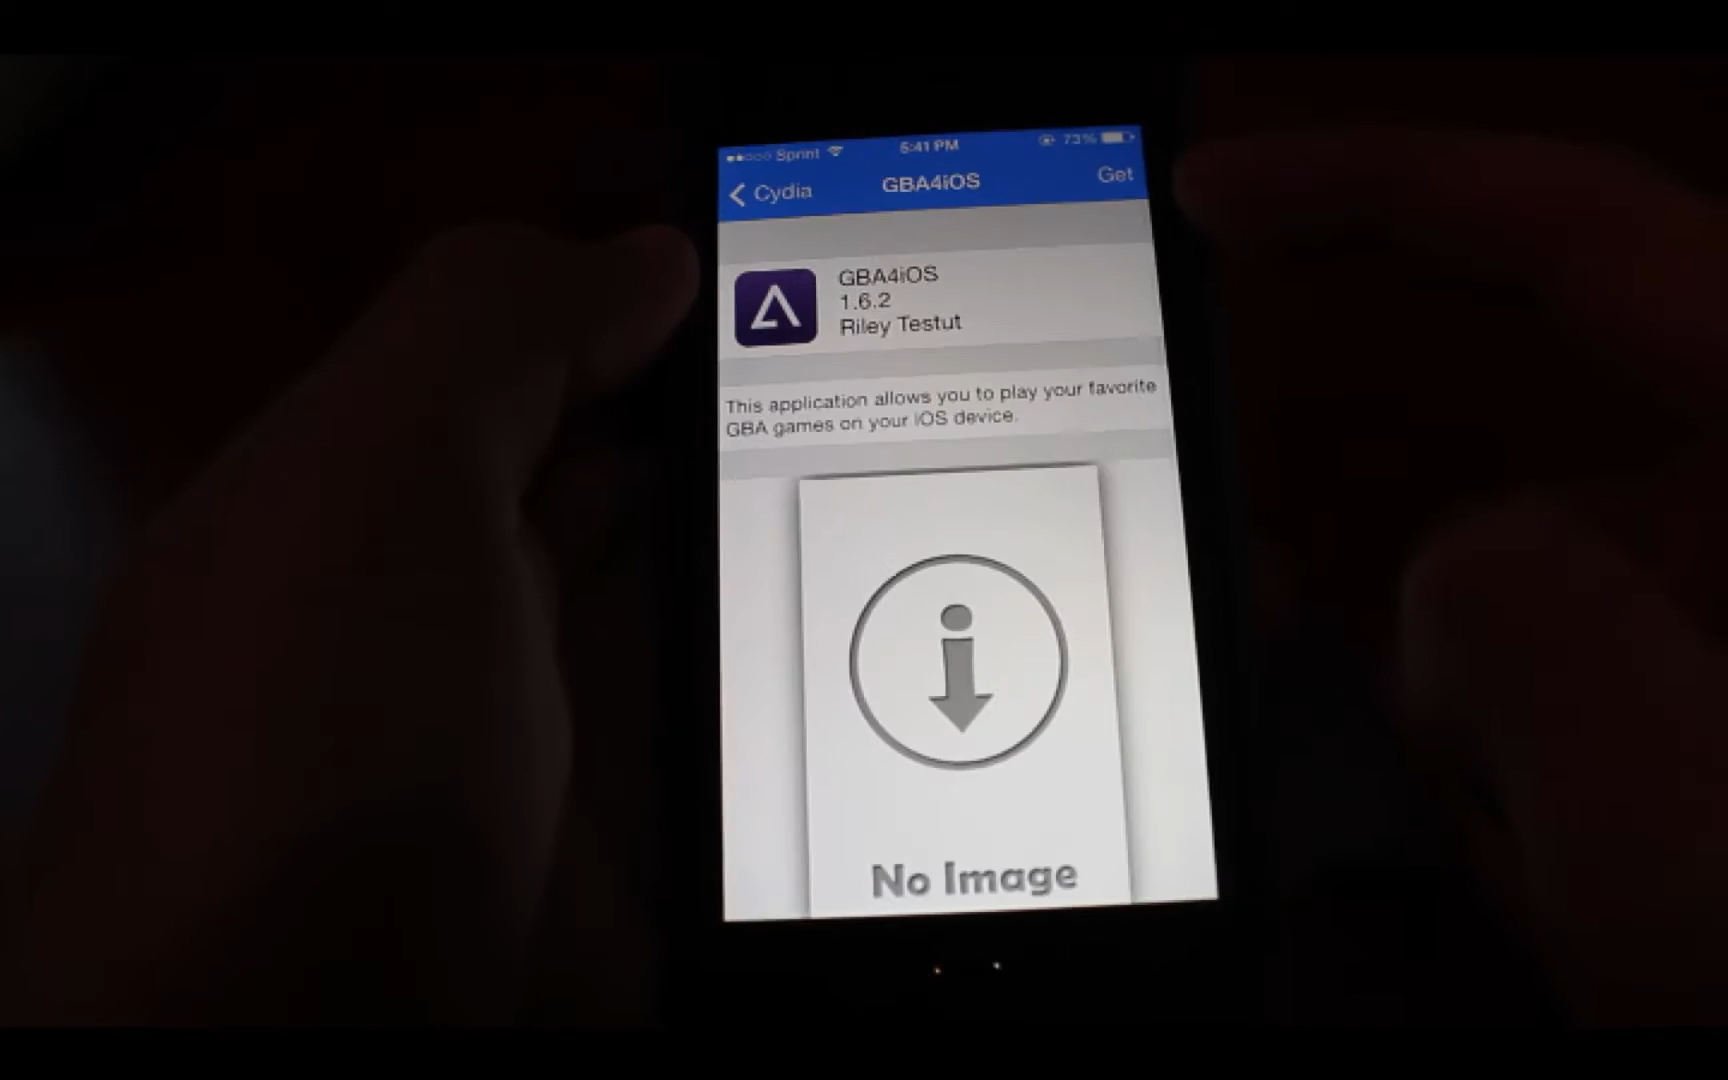 Sprint 5:41 PM 73%
Cydia GBA4iOS Get
GBA4iOS
1.6.2
Riley Testut
This application allows you to play your favorite
GBA games on your iOS device.
No Image